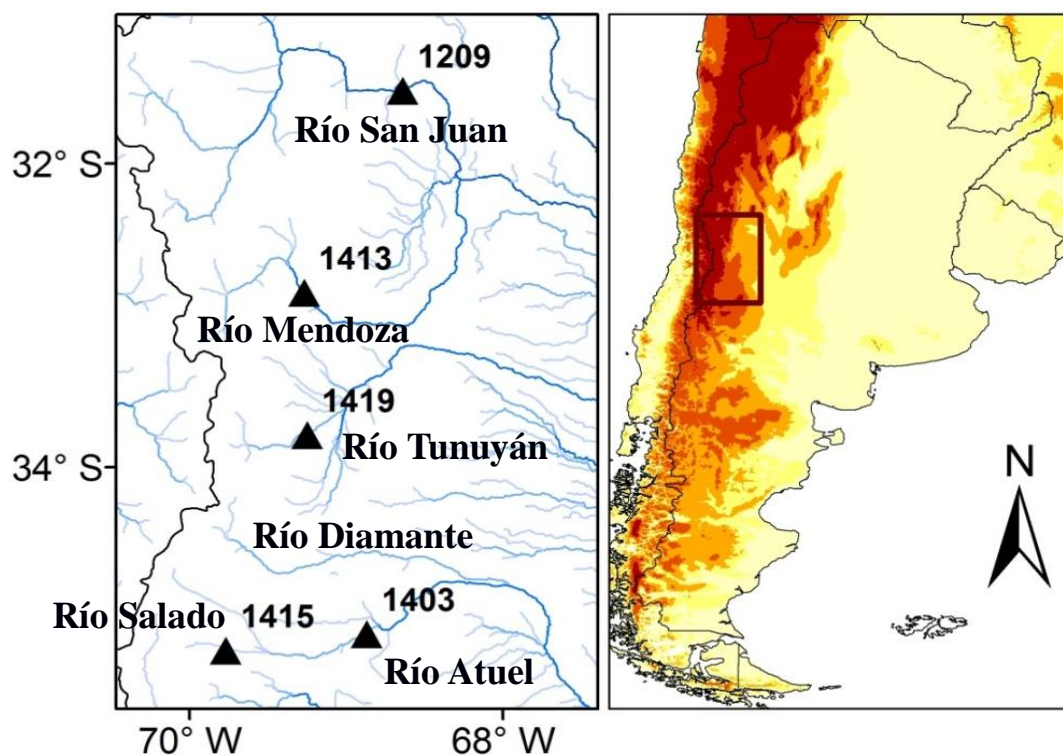 1209
Río San Juan
32° S
1413
Río Mendoza
1419
Río Tunuyán
34° S
Río Diamante
Río Salado
1415
1403
Río Atuel
70° W
68° W
N